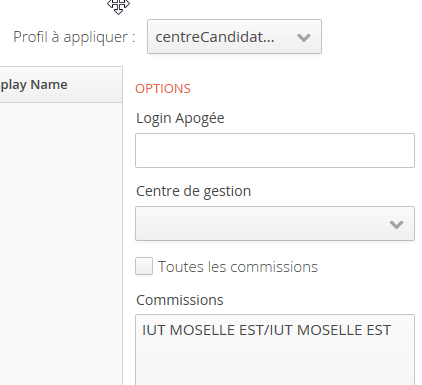 Profil à appliquer : centreCandidat...
play Name
OPTIONS
Login Apogée
Centre de gestion
Toutes les commissions
Commissions
IUT MOSELLE EST/IUT MOSELLE EST